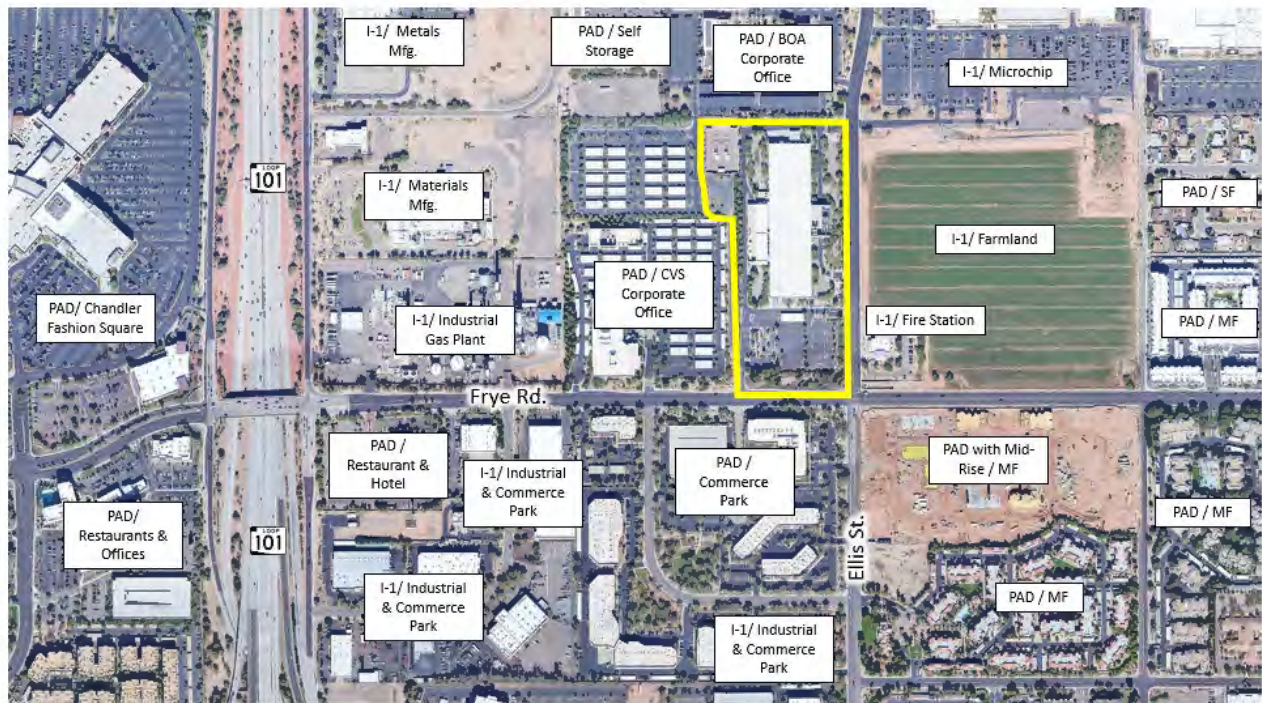 I-1/ Metals
Mfg.
PAD / Self
Storage
PAD / BOA
Corporate
Office
I-1/ Microchip
LOOP
101
I-1/ Materials
Mfg.
PAD / SF
I-1/ Farmland
PAD / CVS
Corporate
Office
PAD/ Chandler
Fashion Square
I-1/ Industrial
Gas Plant
I-1/ Fire Station
PAD / MF
Frye Rd.
PAD /
Restaurant &
Hotel
I-1/ Industrial
& Commerce
Park
PAD /
Commerce
Park
PAD with Mid-
Rise / MF
PAD/
Restaurants &
Offices
LOOP
101
PAD / MF
Ellis St.
I-1/ Industrial
& Commerce
Park
PAD / MF
I-1/ Industrial
& Commerce
Park